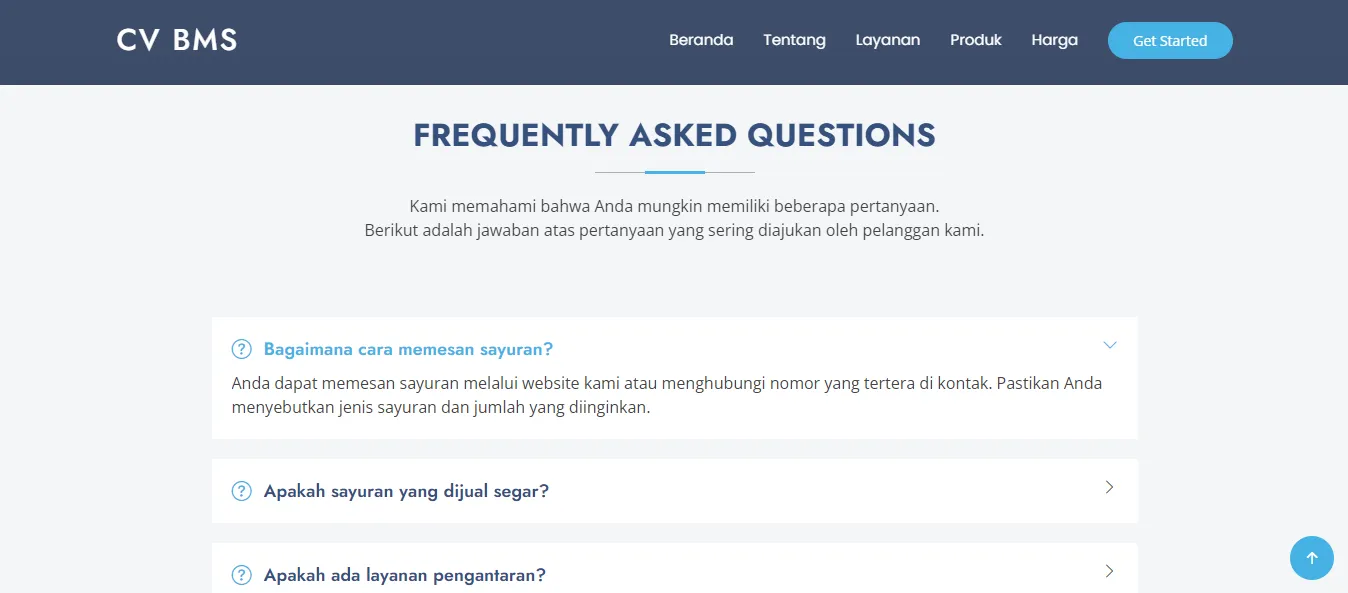 CV BMS
Beranda Tentang Layanan Produk Harga Get Started
FREQUENTLY ASKED QUESTIONS
Kami memahami bahwa Anda mungkin memiliki beberapa pertanyaan.
Berikut adalah jawaban atas pertanyaan yang sering diajukan oleh pelanggan kami.
Bagaimana cara memesan sayuran?
Anda dapat memesan sayuran melalui website kami atau menghubungi nomor yang tertera di kontak. Pastikan Anda
menyebutkan jenis sayuran dan jumlah yang diinginkan.
Apakah sayuran yang dijual segar?
Apakah ada layanan pengantaran?